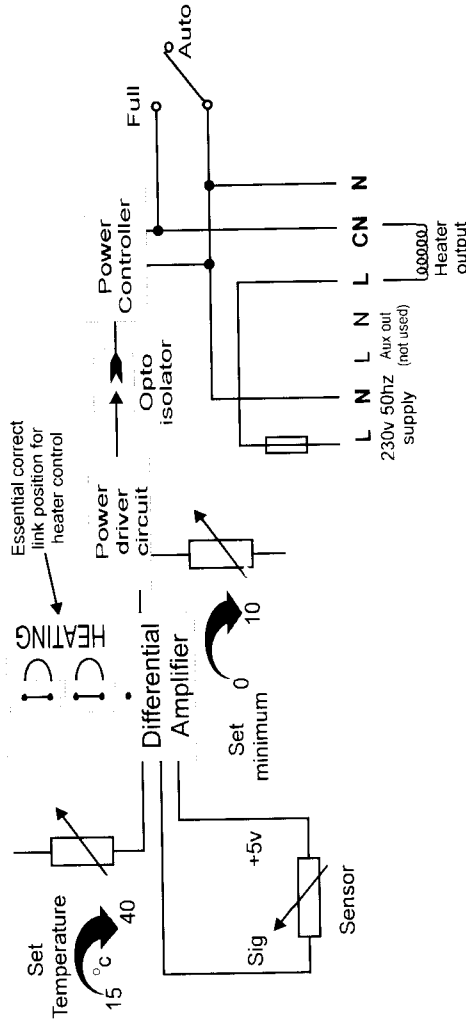 Set
Temperature
15 °c 40
HEATING
Essential correct
link position for
heater control
Differential
Amplifier
Set
minimum
0 10
Sig
+5v
Sensor
Power
driver
circuit
Opto
isolator
Power
Controller
Full
Auto
L N L N L CN N
230v 50hz
supply
Aux out
(not used)
Heater
output